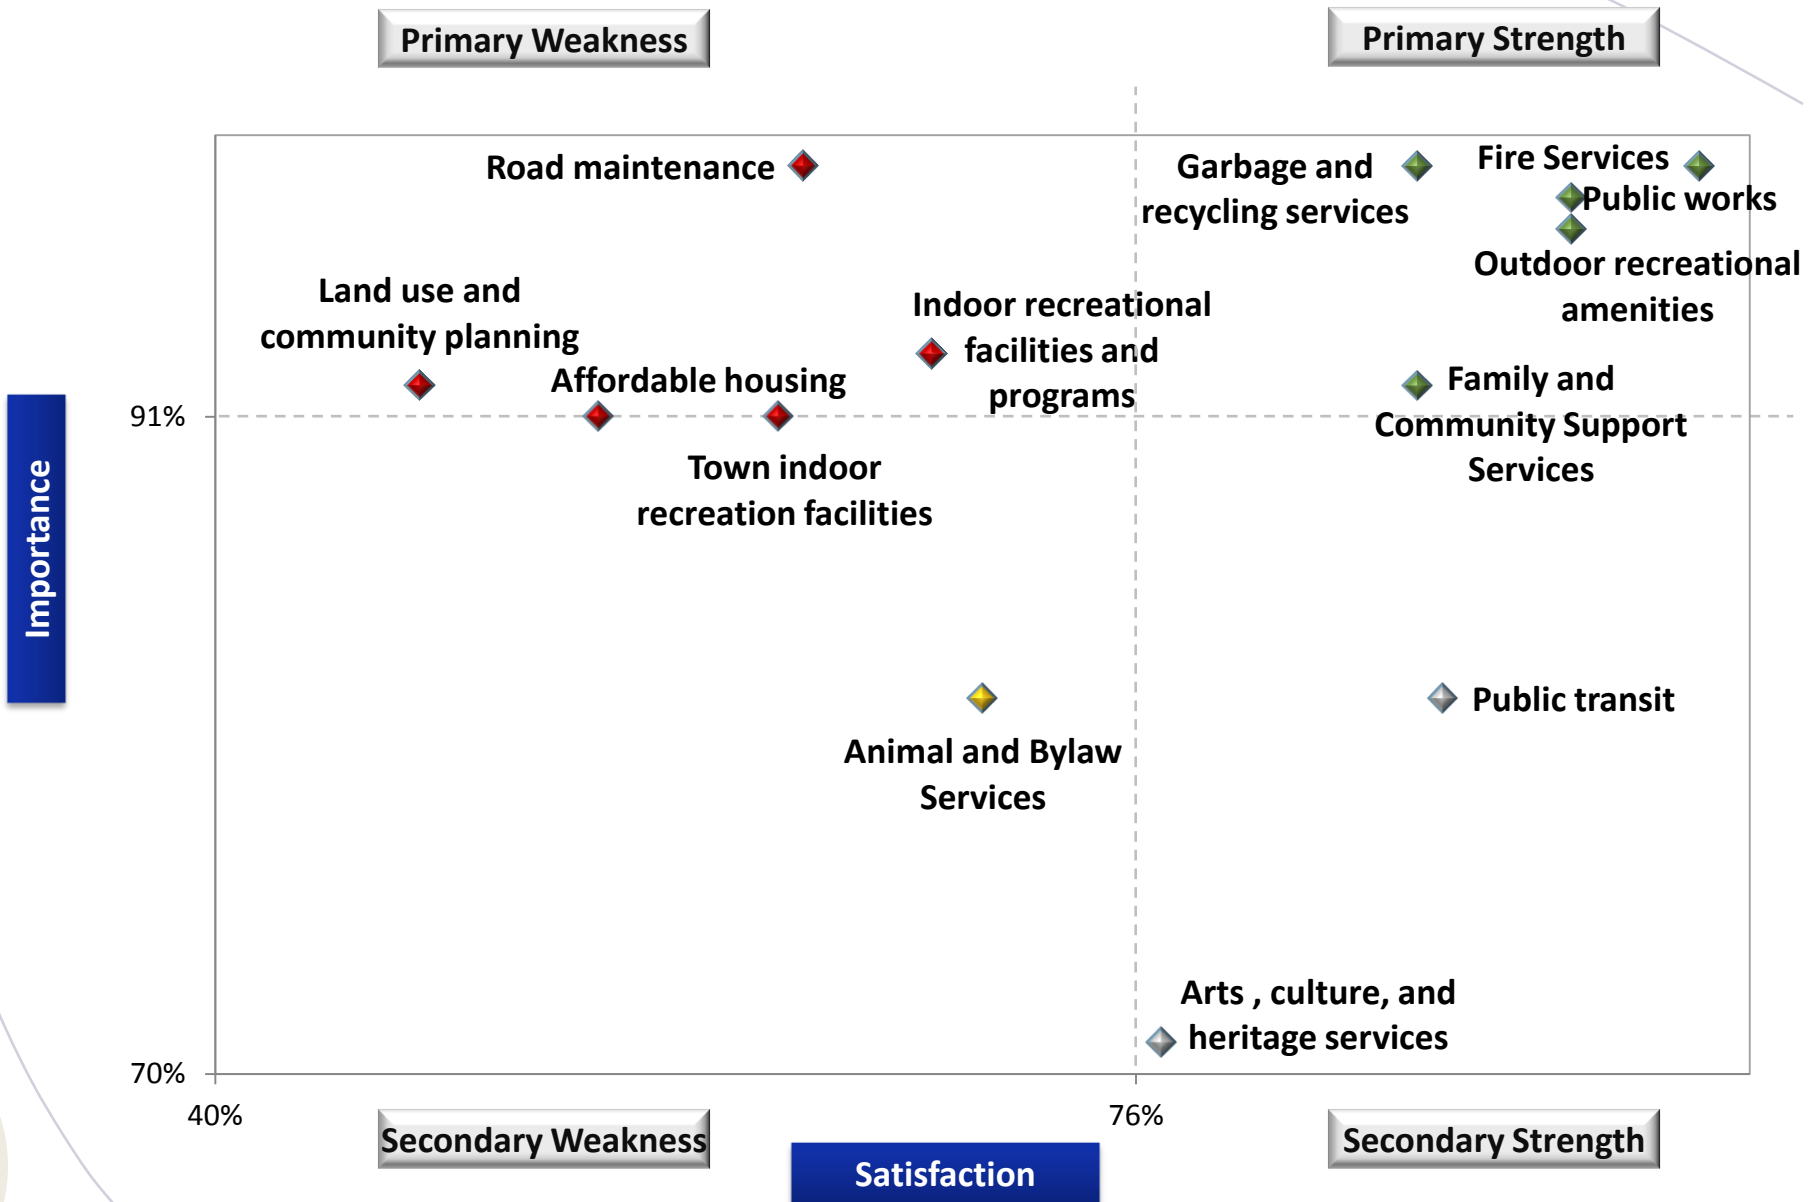 Primary Weakness
Primary Strength
Road maintenance
Garbage and
recycling services
Fire Services
Public works
Outdoor recreational
amenities
Land use and
community planning
Indoor recreational
facilities and
programs
Affordable housing
Family and
Community Support
Services
91%
Town indoor
recreation facilities
Importance
Public transit
Animal and Bylaw
Services
Arts , culture, and
heritage services
70%
40%
76%
Secondary Weakness
Secondary Strength
Satisfaction